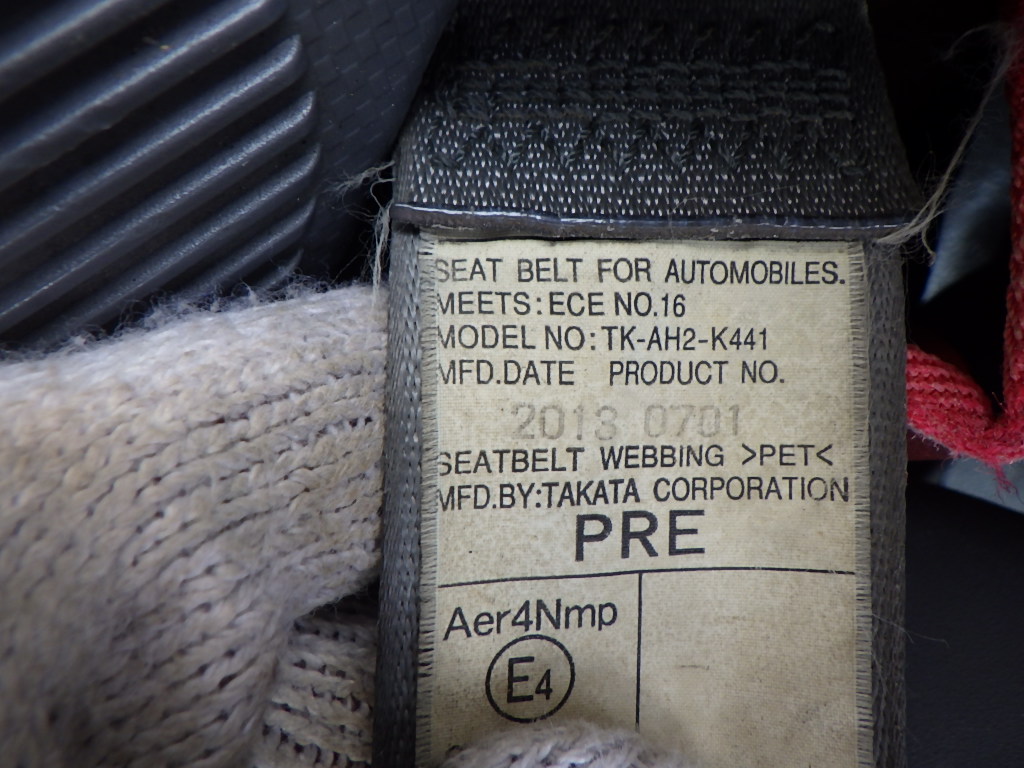 SEAT BELT FOR AUTOMOBILES.
MEETS: ECE NO.16
MODEL NO: TK-AH2-K441
MFD.DATE PRODUCT NO.
2013 0701
SEATBELT WEBBING >PET<
MFD.BY:TAKATA CORPORATION
PRE
Aer4Nmp
E4